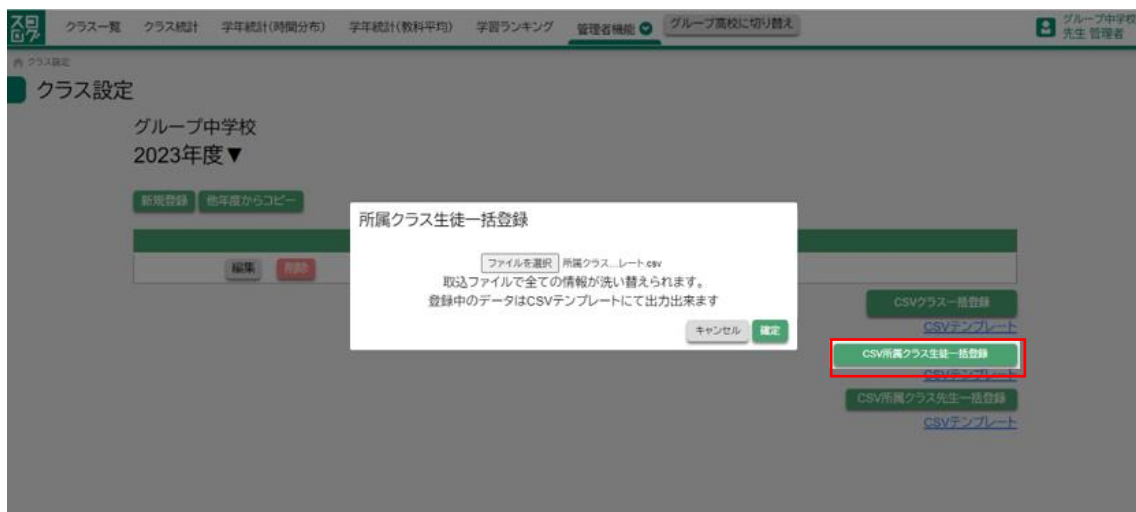 スタログ
クラス一覧 クラス統計 学年統計(時間分布) 学年統計(教科平均) 学習ランキング 管理者機能 グループ高校に切り替え
グループ中学校
先生 管理者
クラス設定
クラス設定
グループ中学校
2023年度▼
新規登録 他年度からコピー
編集 削除
所属クラス生徒一括登録
ファイルを選択 所属クラス...レート.csv
取込ファイルで全ての情報が洗い替えられます。
登録中のデータはCSVテンプレートにて出力出来ます
キャンセル 確定
CSVクラス一括登録
CSVテンプレート
CSV所属クラス生徒一括登録
CSVテンプレート
CSV所属クラス先生一括登録
CSVテンプレート